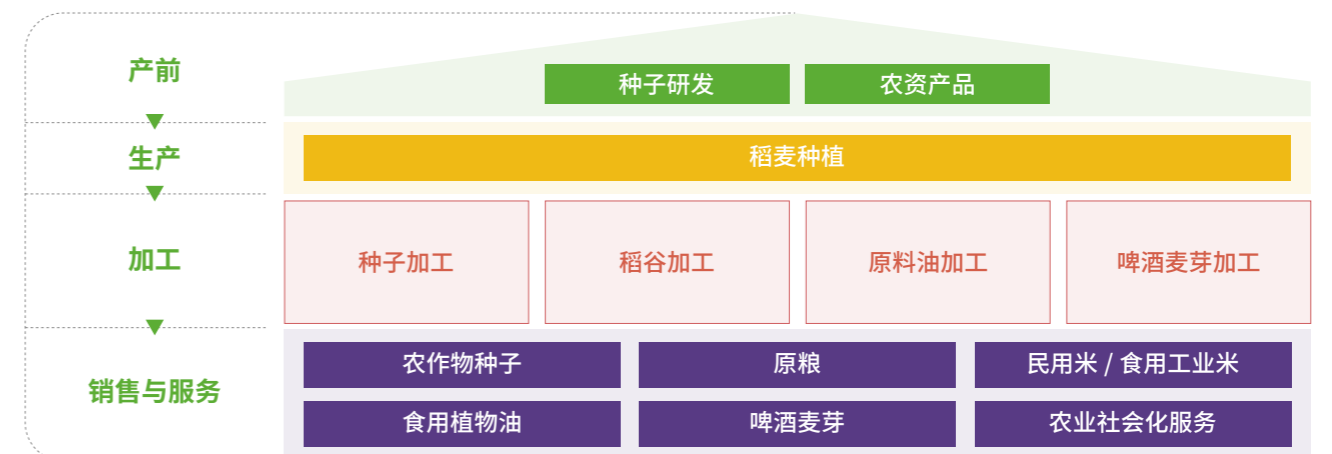 产前
种子研发
农资产品
生产
稻麦种植
加工
种子加工
稻谷加工
原料油加工
啤酒麦芽加工
销售与服务
农作物种子
原粮
民用米 / 食用工业米
食用植物油
啤酒麦芽
农业社会化服务